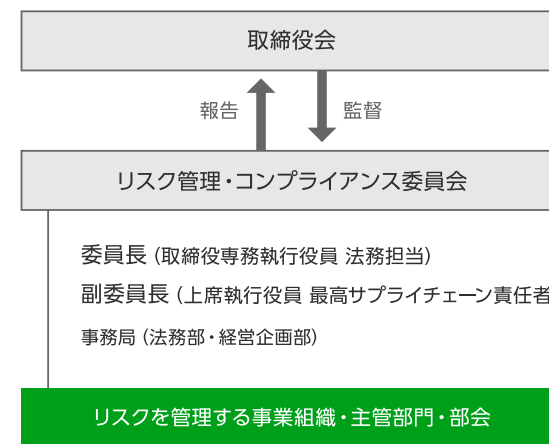 取締役会
報告 監督
リスク管理・コンプライアンス委員会
委員長（取締役専務執行役員 法務担当）
副委員長（上席執行役員 最高サプライチェーン責任者
事務局（法務部・経営企画部）
リスクを管理する事業組織・主管部門・部会